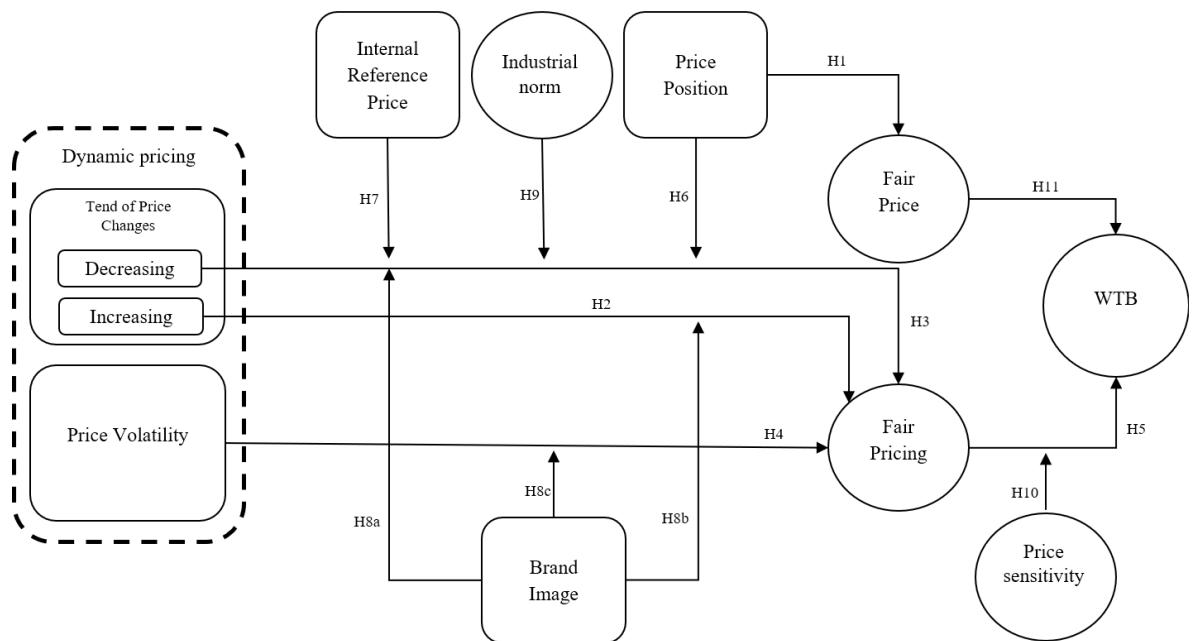 Internal
Reference
Price
Industrial
norm
Price
Position
H1
Dynamic pricing
Tend of Price
Changes
Decreasing
Increasing
Price Volatility
H7
H9
H6
Fair
Price
H11
WTB
H2
H3
H4
Fair
Pricing
H5
H8a
H8c
H8b
H10
Brand
Image
Price
sensitivity